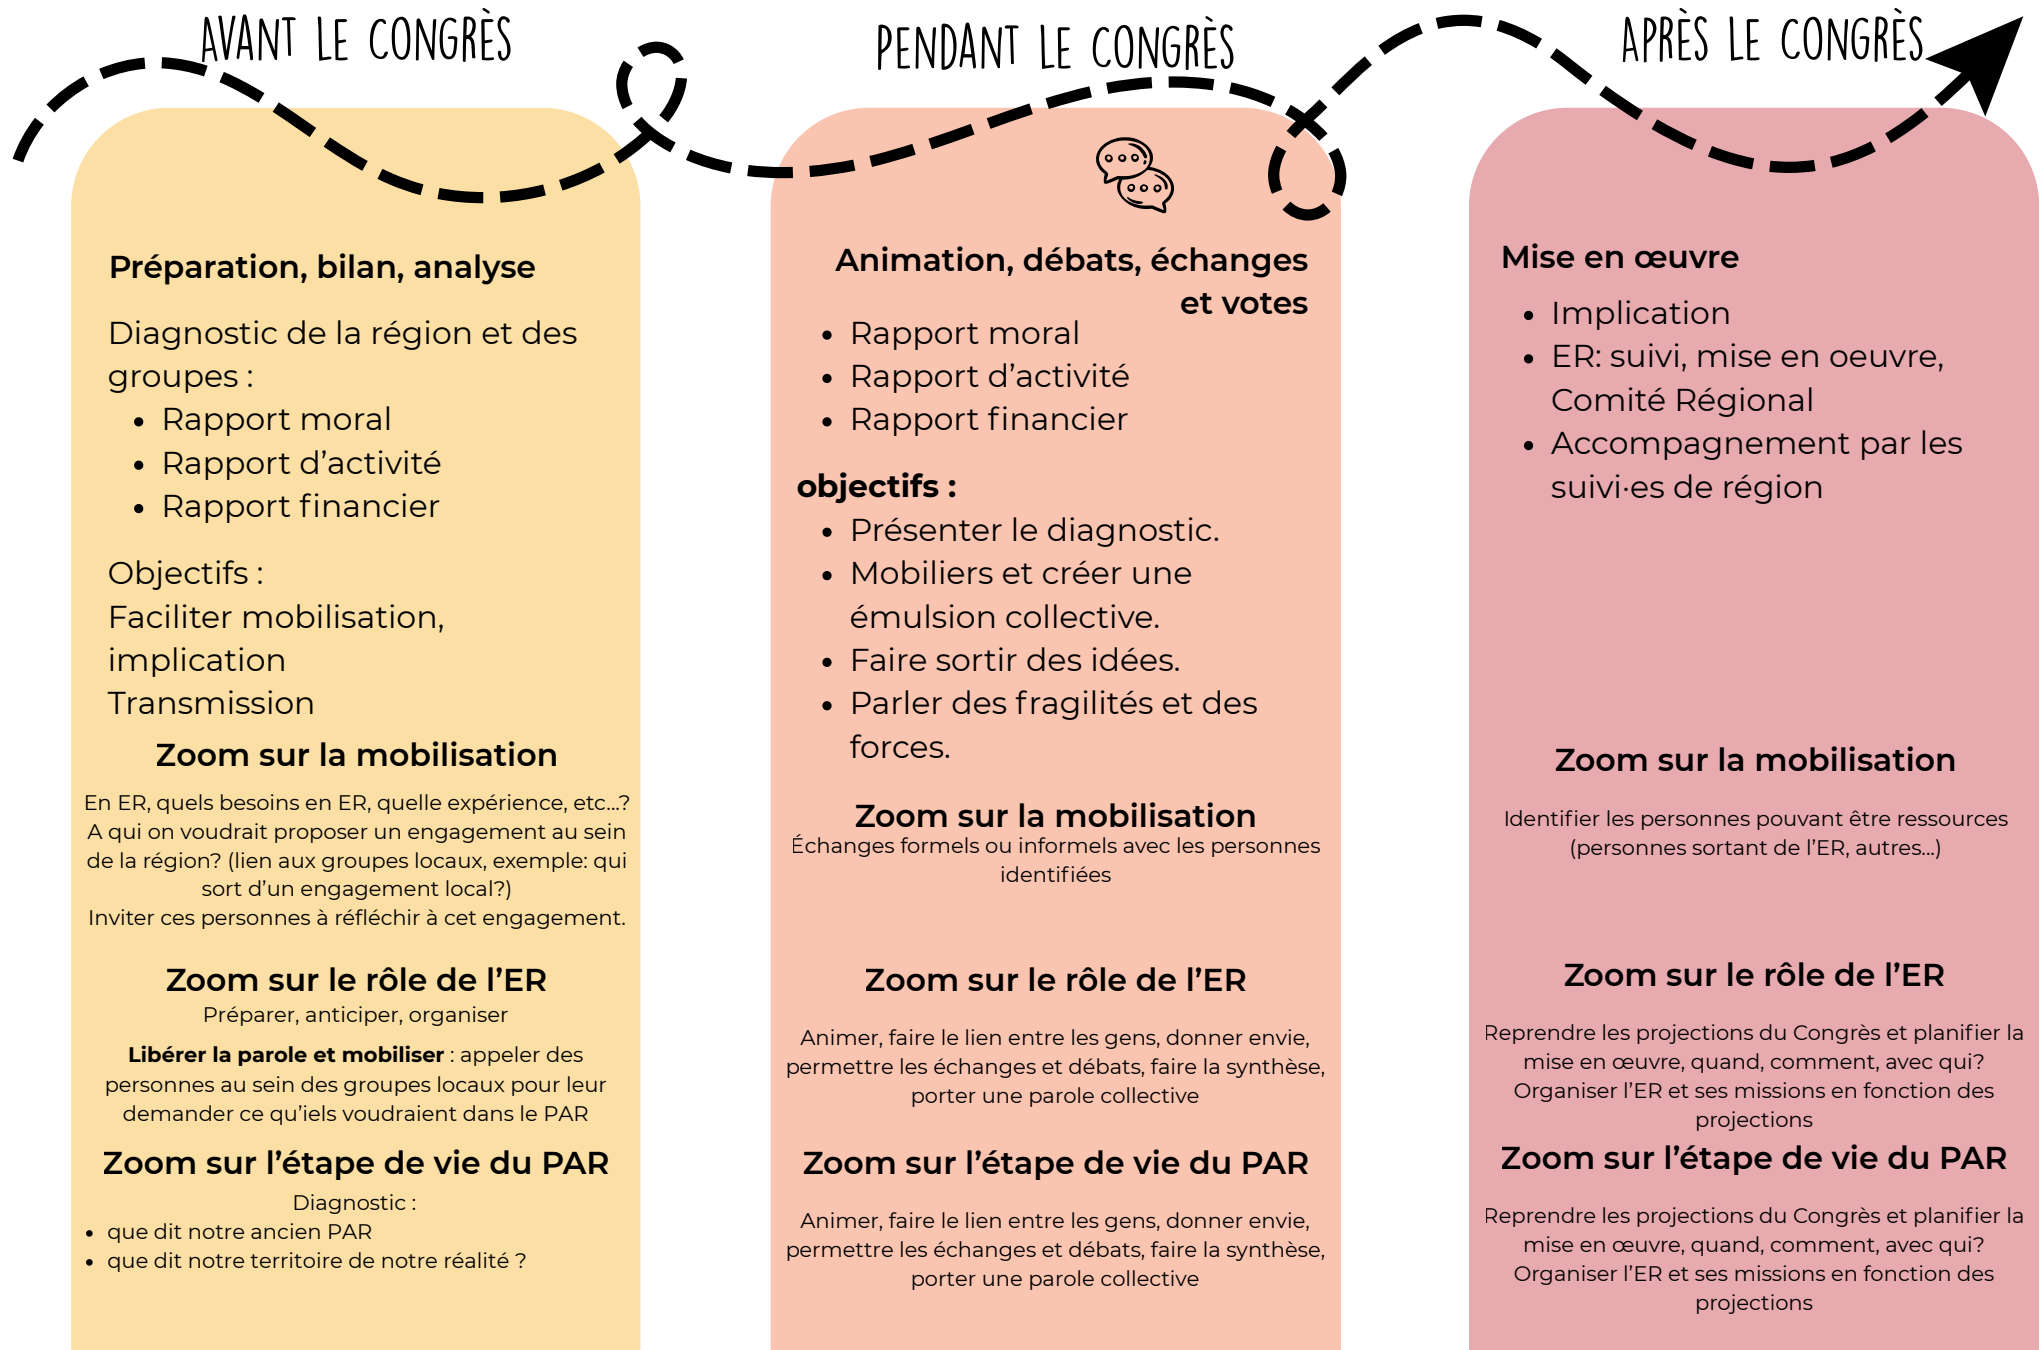 AVANT LE CONGRÈS
Préparation, bilan, analyse
Diagnostic de la région et des
groupes :
• Rapport moral
• Rapport d'activité
• Rapport financier
Objectifs :
Faciliter mobilisation,
implication
Transmission
Zoom sur la mobilisation
En ER, quels besoins en ER, quelle expérience, etc...?
A qui on voudrait proposer un engagement au sein
de la région? (lien aux groupes locaux, exemple: qui
sort d'un engagement local?)
Inviter ces personnes à réfléchir à cet engagement.
Zoom sur le rôle de l'ER
Préparer, anticiper, organiser
Libérer la parole et mobiliser : appeler des
personnes au sein des groupes locaux pour leur
demander ce qu'iels voudraient dans le PAR
Zoom sur l'étape de vie du PAR
Diagnostic :
• que dit notre ancien PAR
• que dit notre territoire de notre réalité ?
PENDANT LE CONGRÈS
Animation, débats, échanges
et votes
• Rapport moral
• Rapport d'activité
• Rapport financier
objectifs :
• Présenter le diagnostic.
• Mobiliers et créer une
émulsion collective.
• Faire sortir des idées.
• Parler des fragilités et des
forces.
Zoom sur la mobilisation
Échanges formels ou informels avec les personnes
identifiées
Zoom sur le rôle de l'ER
Animer, faire le lien entre les gens, donner envie,
permettre les échanges et débats, faire la synthèse,
porter une parole collective
Zoom sur l'étape de vie du PAR
Animer, faire le lien entre les gens, donner envie,
permettre les échanges et débats, faire la synthèse,
porter une parole collective
APRÈS LE CONGRÈS
Mise en œuvre
• Implication
• ER: suivi, mise en oeuvre,
Comité Régional
• Accompagnement par les
suivi·es de région
Zoom sur la mobilisation
Identifier les personnes pouvant être ressources
(personnes sortant de l'ER, autres...)
Zoom sur le rôle de l'ER
Reprendre les projections du Congrès et planifier la
mise en œuvre, quand, comment, avec qui?
Organiser l'ER et ses missions en fonction des
projections
Zoom sur l'étape de vie du PAR
Reprendre les projections du Congrès et planifier la
mise en œuvre, quand, comment, avec qui?
Organiser l'ER et ses missions en fonction des
projections